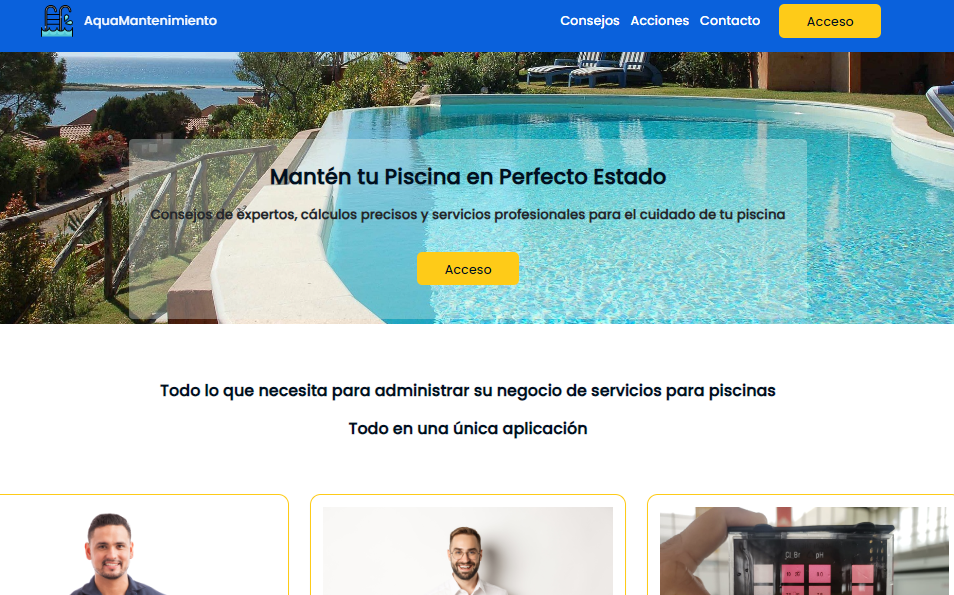 AquaMantenimiento
Consejos Acciones Contacto Acceso
Mantén tu Piscina en Perfecto Estado
Consejos de expertos, cálculos precisos y servicios profesionales para el cuidado de tu piscina
Acceso
Todo lo que necesita para administrar su negocio de servicios para piscinas
Todo en una única aplicación
Cl Br pH